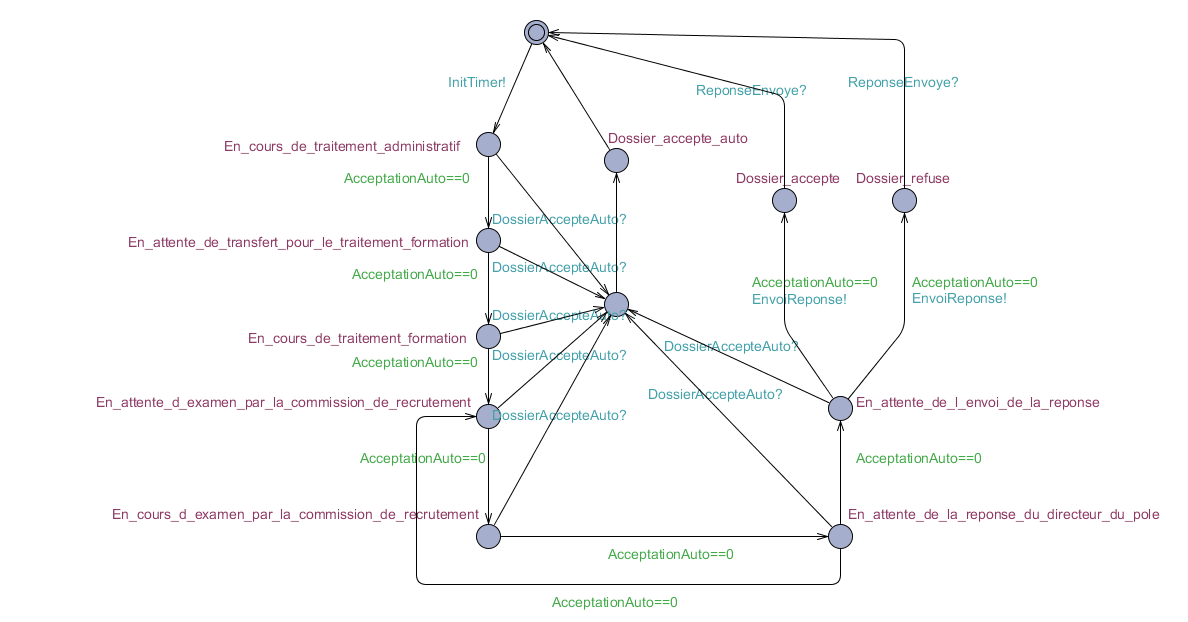 InitTimer!
ReponseEnvoye?
ReponseEnvoye?
En_cours_de_traitement_administratif
Dossier_accepte_auto
AcceptationAuto==0
Dossier_accepte
Dossier_refuse
DossierAccepteAuto?
En_attente_de_transfert_pour_le_traitement_formation
DossierAccepteAuto?
AcceptationAuto==0
AcceptationAuto==0
EnvoiReponse!
AcceptationAuto==0
EnvoiReponse!
DossierAccepteAuto?
En_cours_de_traitement_formation
DossierAccepteAuto?
DossierAccepteAuto?
AcceptationAuto==0
DossierAccepteAuto?
En_attente_d_examen_par_la_commission_de_recrutement
En_attente_de_l_envoi_de_la_reponse
DossierAccepteAuto?
AcceptationAuto==0
AcceptationAuto==0
En_cours_d_examen_par_la_commission_de_recrutement
En_attente_de_la_reponse_du_directeur_du_pole
AcceptationAuto==0
AcceptationAuto==0